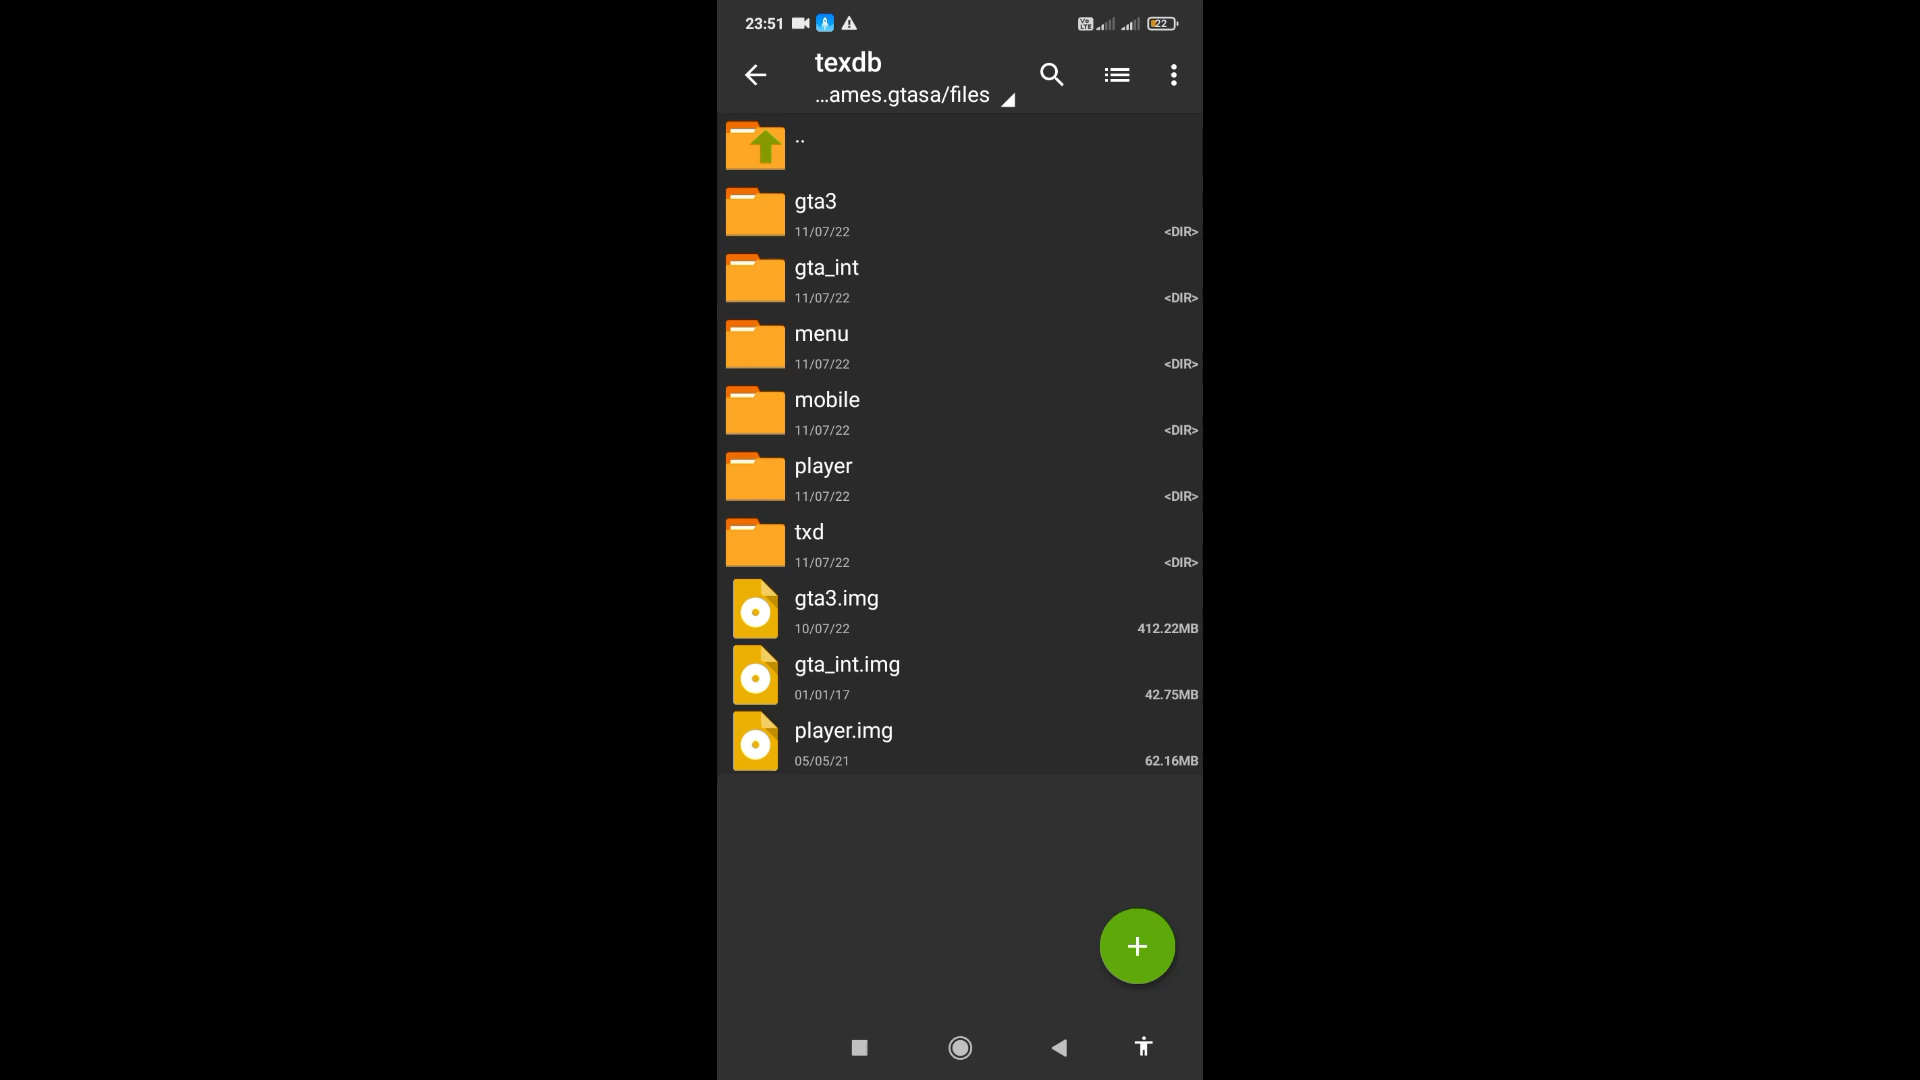 23:51
Vo LTE
22
texdb
...ames.gtasa/files
..
gta3
11/07/22
<DIR>
gta_int
11/07/22
<DIR>
menu
11/07/22
<DIR>
mobile
11/07/22
<DIR>
player
11/07/22
<DIR>
txd
11/07/22
<DIR>
gta3.img
10/07/22
412.22MB
gta_int.img
01/01/17
42.75MB
player.img
05/05/21
62.16MB